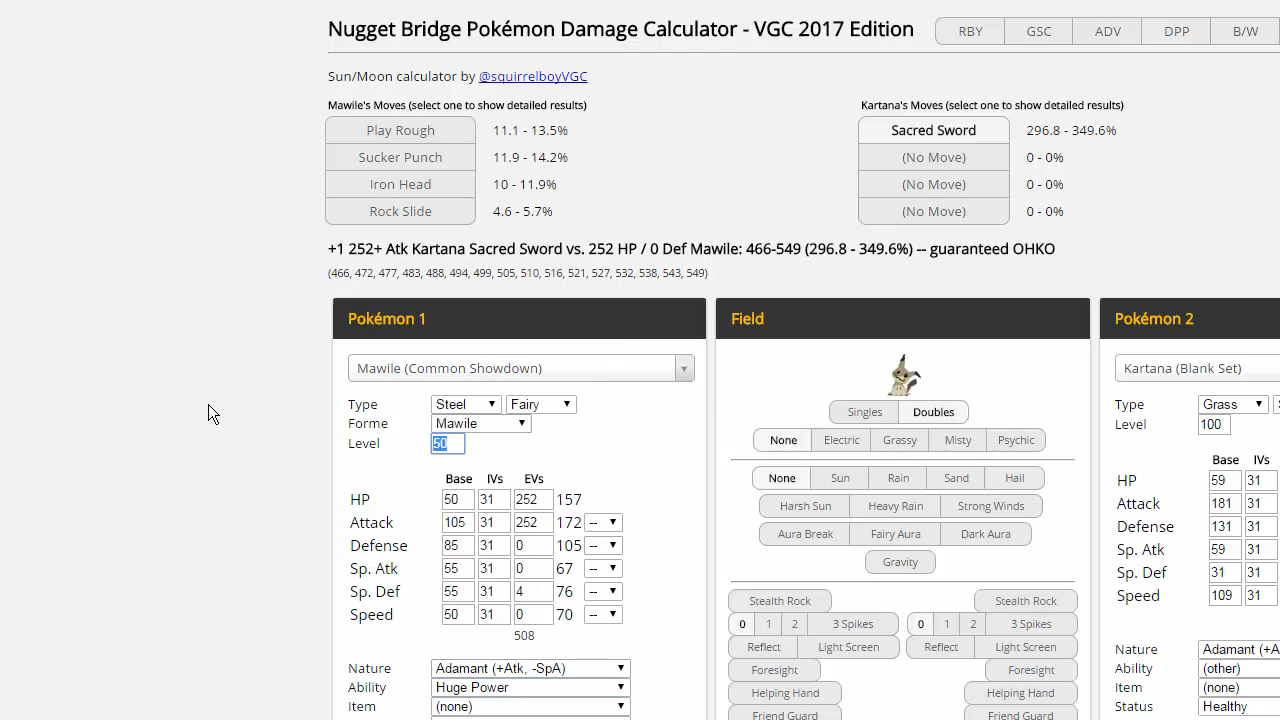 Nugget Bridge Pokémon Damage Calculator - VGC 2017 Edition RBY GSC ADV DPP B/W
Sun/Moon calculator by @squirrelboyVGC
Mawile's Moves (select one to show detailed results) Kartana's Moves (select one to show detailed results)
Play Rough 11.1 - 13.5% Sacred Sword 296.8 - 349.6%
Sucker Punch 11.9 - 14.2% (No Move) 0 - 0%
Iron Head 10 - 11.9% (No Move) 0 - 0%
Rock Slide 4.6 - 5.7% (No Move) 0 - 0%
+1 252+ Atk Kartana Sacred Sword vs. 252 HP / 0 Def Mawile: 466-549 (296.8 - 349.6%) -- guaranteed OHKO
(466, 472, 477, 483, 488, 494, 499, 505, 510, 516, 521, 527, 532, 538, 543, 549)
Pokémon 1
Mawile (Common Showdown)
Type Steel Fairy
Forme Mawile
Level 50
Base IVs EVs
HP 50 31 252 157
Attack 105 31 252 172 --
Defense 85 31 0 105 --
Sp. Atk 55 31 0 67 --
Sp. Def 55 31 4 76 --
Speed 50 31 0 70 --
508
Nature Adamant (+Atk, -SpA)
Ability Huge Power
Item (none)
Field
Singles Doubles
None Electric Grassy Misty Psychic
None Sun Rain Sand Hail
Harsh Sun Heavy Rain Strong Winds
Aura Break Fairy Aura Dark Aura
Gravity
Stealth Rock Stealth Rock
0 1 2 3 Spikes 0 1 2 3 Spikes
Reflect Light Screen Reflect Light Screen
Foresight Foresight
Helping Hand Helping Hand
Friend Guard Friend Guard
Pokémon 2
Kartana (Blank Set)
Type Grass S
Level 100
Base IVs
HP 59 31
Attack 181 31
Defense 131 31
Sp. Atk 59 31
Sp. Def 31 31
Speed 109 31
Nature Adamant (+A
Ability (other)
Item (none)
Status Healthy